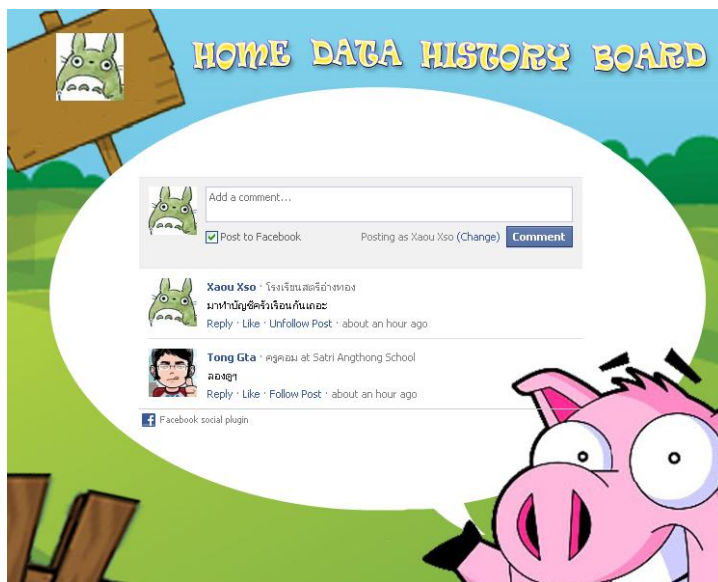 HOME DATA HISTORY BOARD
Add a comment...
Post to Facebook Posting as Xaou Xso (Change) Comment
Xaou Xso · โรงเรียนสตรีอ่างทอง
มาทำบัญชีครัวเรือนกันเถอะ
Reply · Like · Unfollow Post · about an hour ago
Tong Gta · ครูคอม at Satri Angthong School
ลองดูๆ
Reply · Like · Follow Post · about an hour ago
Facebook social plugin